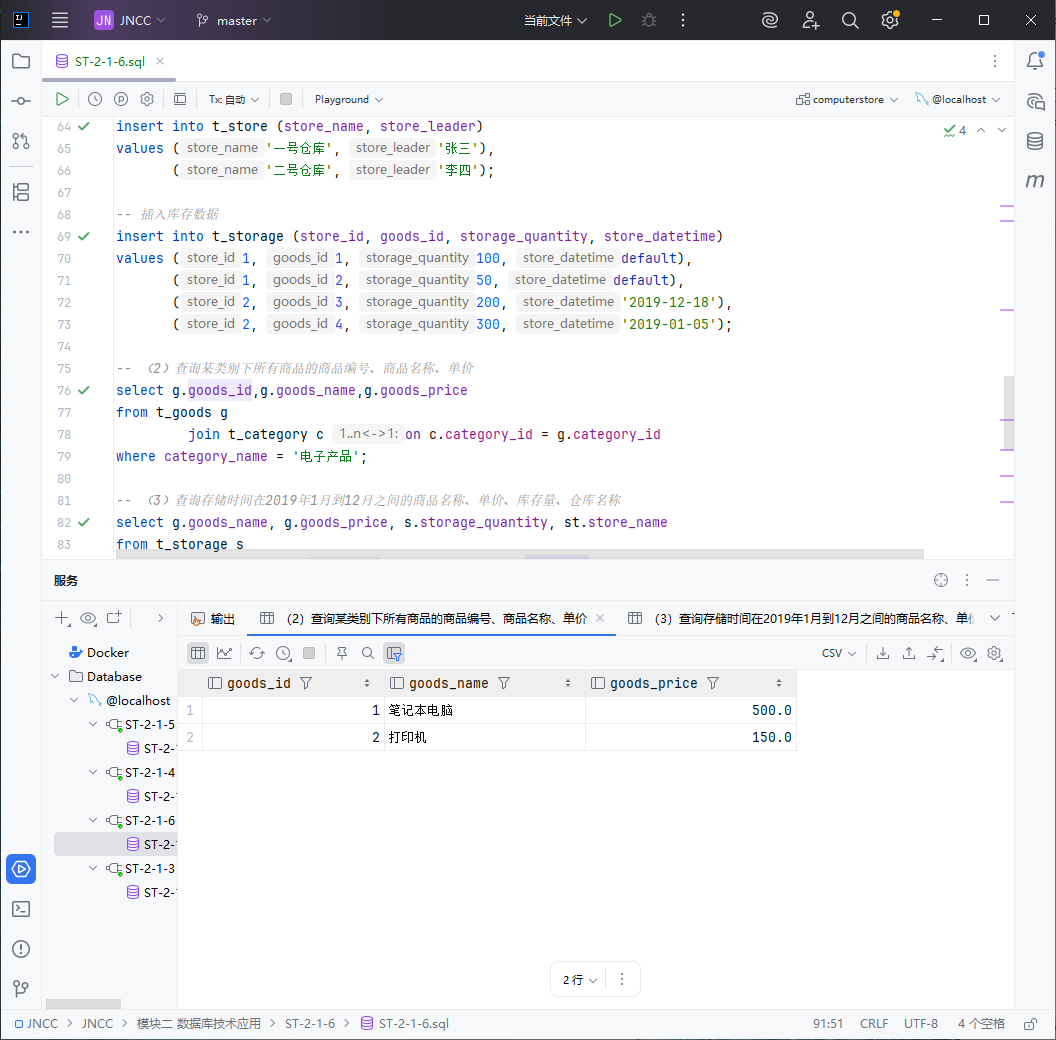 JN JNCC master 当前文件
ST-2-1-6.sql
Tx: 自动 Playground computerstore @localhost
64 insert into t_store (store_name, store_leader) 4
65 values ( store_name '一号仓库', store_leader '张三'),
66 ( store_name '二号仓库', store_leader '李四');
67
68 -- 插入库存数据
69 insert into t_storage (store_id, goods_id, storage_quantity, store_datetime)
70 values ( store_id 1, goods_id 1, storage_quantity 100, store_datetime default),
71 ( store_id 1, goods_id 2, storage_quantity 50, store_datetime default),
72 ( store_id 2, goods_id 3, storage_quantity 200, store_datetime '2019-12-18'),
73 ( store_id 2, goods_id 4, storage_quantity 300, store_datetime '2019-01-05');
74
75 -- （2）查询某类别下所有商品的商品编号、商品名称、单价
76 select g.goods_id,g.goods_name,g.goods_price
77 from t_goods g
78 join t_category c 1..n<->1: on c.category_id = g.category_id
79 where category_name = '电子产品';
80
81 -- （3）查询存储时间在2019年1月到12月之间的商品名称、单价、库存量、仓库名称
82 select g.goods_name, g.goods_price, s.storage_quantity, st.store_name
83 from t_storage s
服务
输出 （2）查询某类别下所有商品的商品编号、商品名称、单价 （3）查询存储时间在2019年1月到12月之间的商品名称、单
CSV
Docker
Database
@localhost
ST-2-1-5
ST-2-
ST-2-1-4
ST-2-
ST-2-1-6
ST-2-
ST-2-1-3
ST-2-
goods_id goods_name goods_price
1 1 笔记本电脑 500.0
2 2 打印机 150.0
2 行
JNCC > JNCC > 模块二 数据库技术应用 > ST-2-1-6 > ST-2-1-6.sql 91:51 CRLF UTF-8 4 个空格